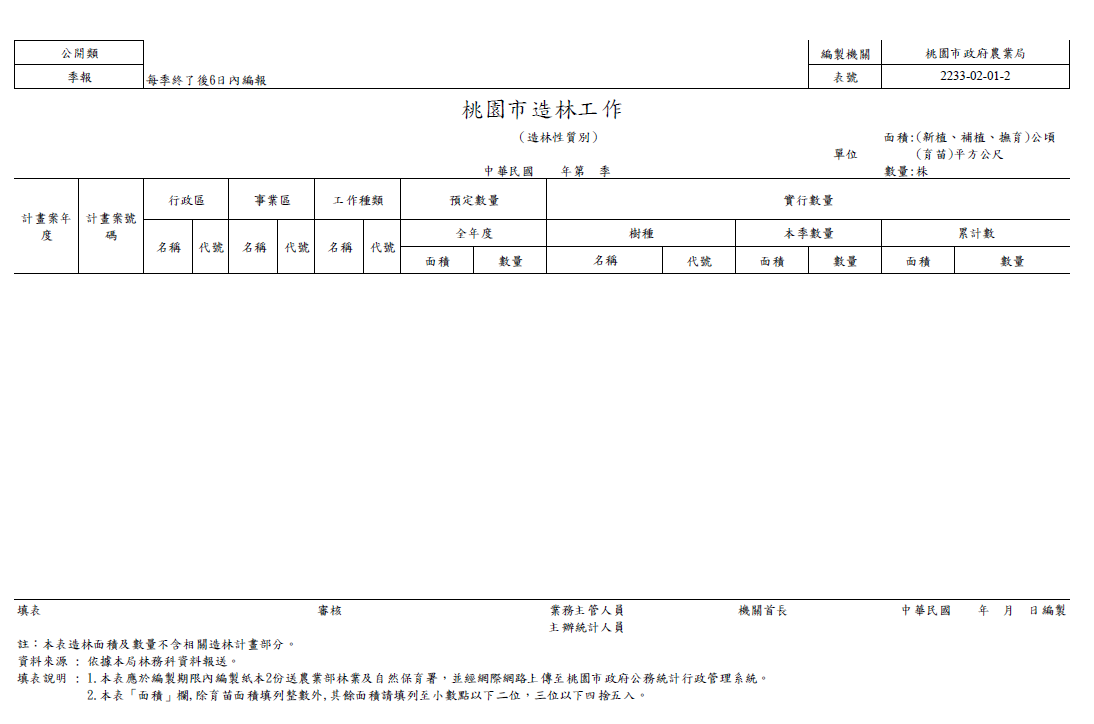 公開類
編製機關 桃園市政府農業局
季報 每季終了後6日內編報
表號 2233-02-01-2
桃園市造林工作
（造林性質別）
面積:(新植、補植、撫育)公頃
單位 (育苗)平方公尺
中華民國 年第 季
數量:株
計畫案年度 計畫案號碼 行政區 事業區 工作種類 預定數量 實行數量
名稱 代號 名稱 代號 名稱 代號 全年度 樹種 本季數量 累計數
面積 數量 名稱 代號 面積 數量 面積 數量
填表 審核 業務主管人員 機關首長 中華民國 年 月 日編製
主辦統計人員
註：本表造林面積及數量不含相關造林計畫部分。
資料來源 ：依據本局林務科資料報送。
填表說明 ：1.本表應於編製期限內編製紙本2份送農業部林業及自然保育署，並經網際網路上傳至桃園市政府公務統計行政管理系統。
2.本表「面積」欄,除育苗面積填列整數外,其餘面積請填列至小數點以下二位，三位以下四捨五入。